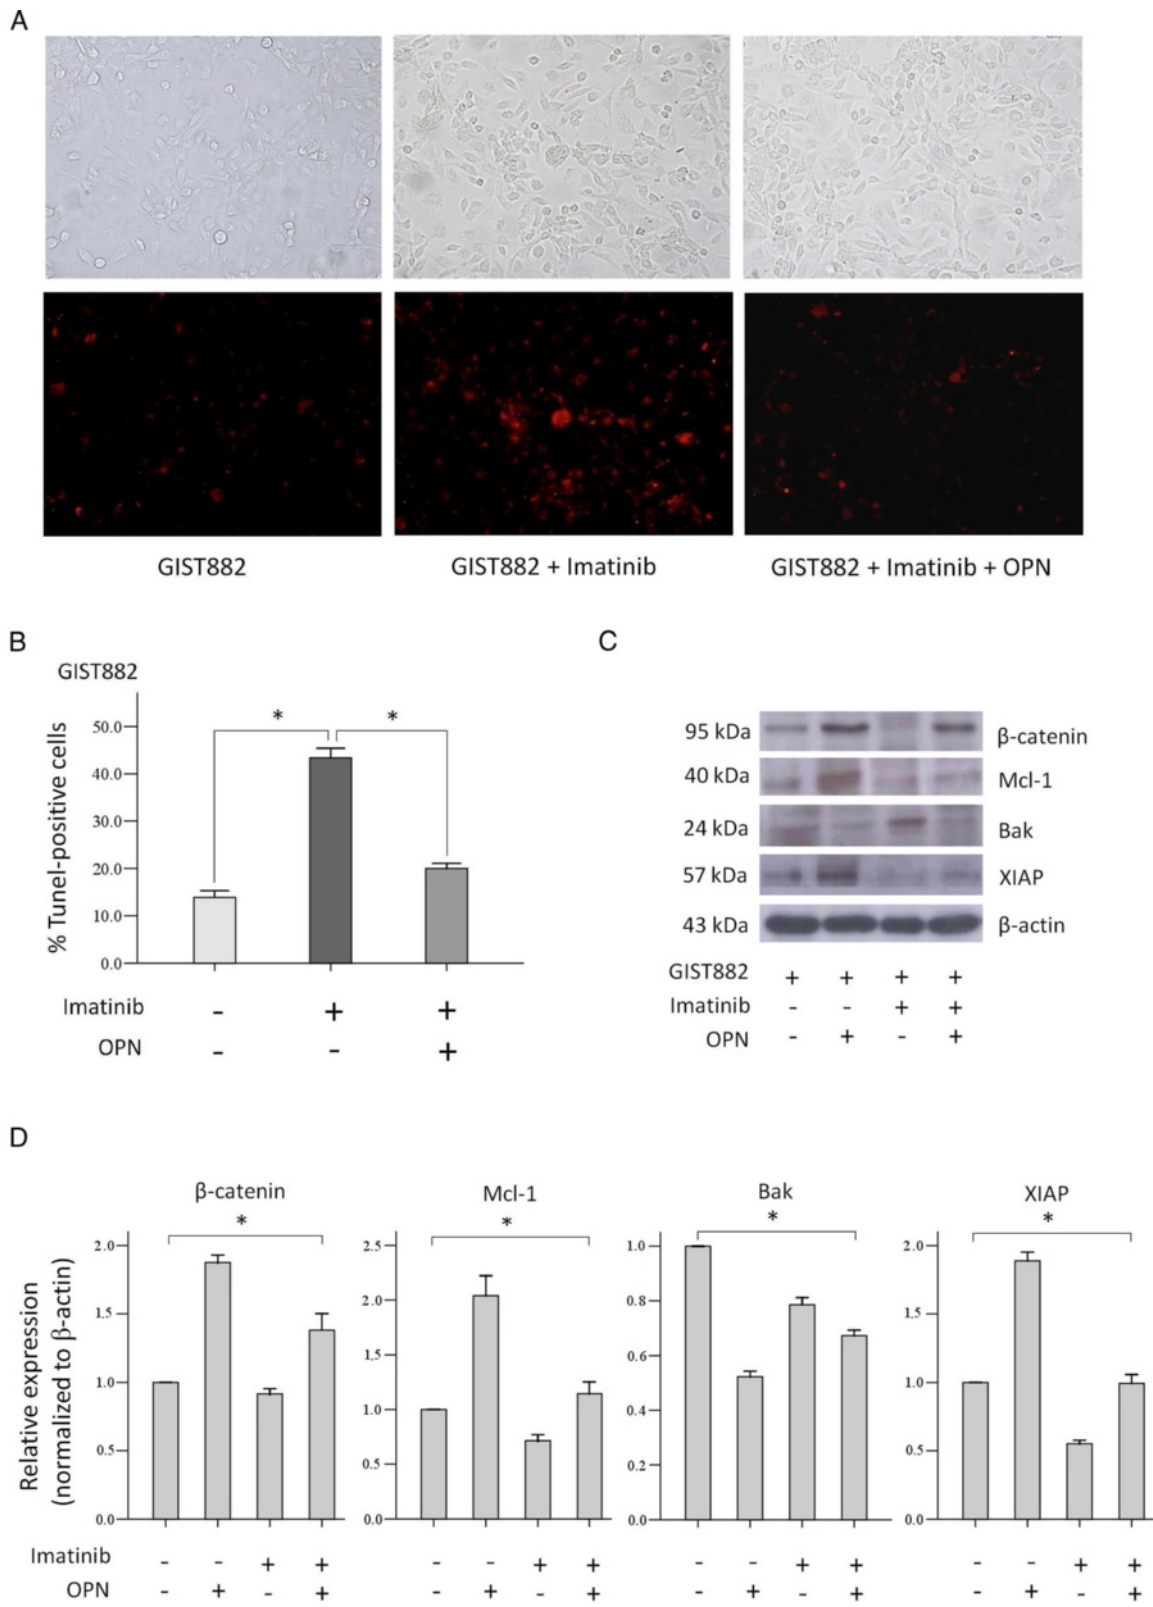 A
GIST882
GIST882 + Imatinib
GIST882 + Imatinib + OPN
B
GIST882
% Tunel-positive cells
50.0
40.0
30.0
20.0
10.0
0.0
* *
Imatinib - + +
OPN - - +
C
95 kDa β-catenin
40 kDa Mcl-1
24 kDa Bak
57 kDa XIAP
43 kDa β-actin
GIST882 + + + +
Imatinib - - + +
OPN - + - +
D
Relative expression
(normalized to β-actin)
β-catenin
*
2.0
1.5
1.0
0.5
0.0
Mcl-1
*
2.5
2.0
1.5
1.0
0.5
0.0
Bak
*
1.0
0.8
0.6
0.4
0.2
0.0
XIAP
*
2.0
1.5
1.0
0.5
0.0
Imatinib - - + + - - + + - - + + - - + +
OPN - + - + - + - + - + - + - + - +